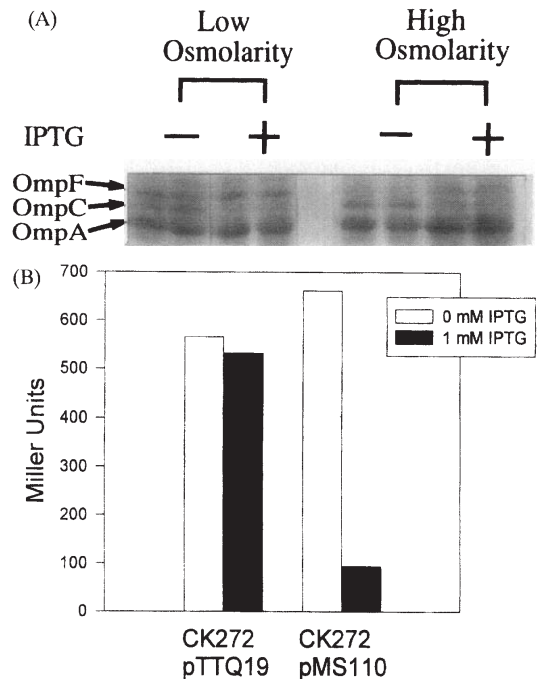 (A)
Low Osmolarity
High Osmolarity
IPTG
− + − +
OmpF
OmpC
OmpA
(B)
700
600
500
400
300
200
100
0
Miller Units
0 mM IPTG
1 mM IPTG
CK272 pTTQ19
CK272 pMS110